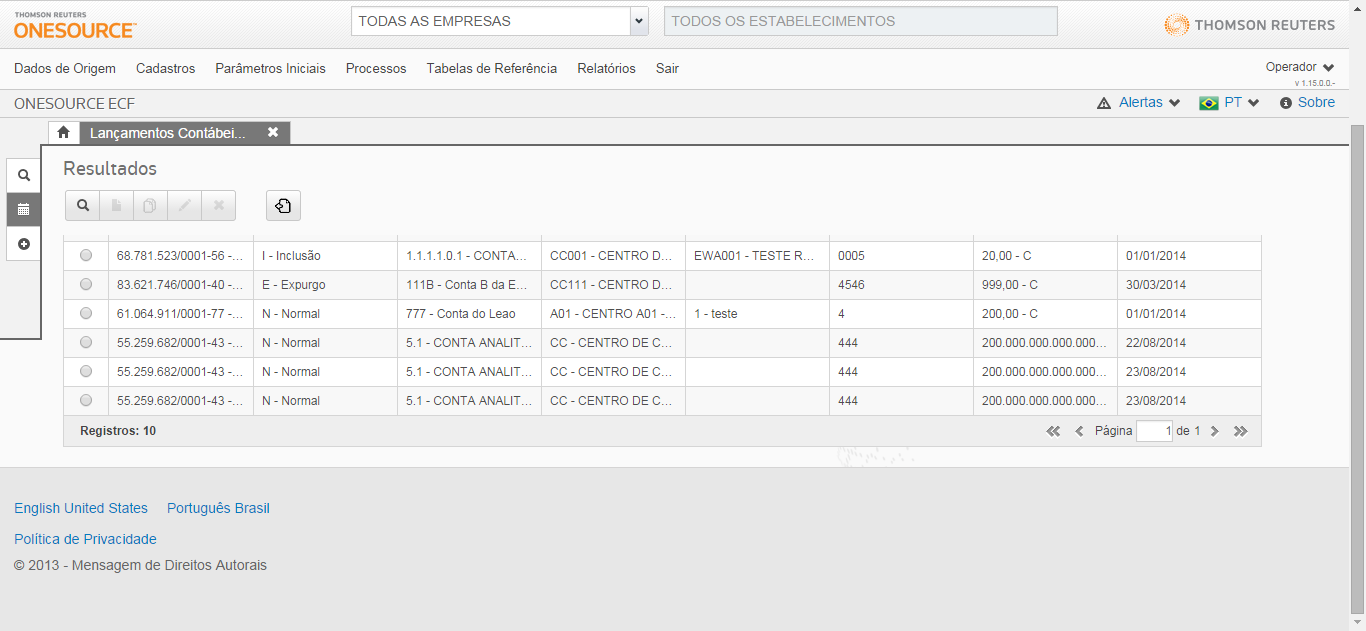 THOMSON REUTERS
ONESOURCE™
TODAS AS EMPRESAS
TODOS OS ESTABELECIMENTOS
THOMSON REUTERS
Dados de Origem Cadastros Parâmetros Iniciais Processos Tabelas de Referência Relatórios Sair
Operador
v 1.15.0.0.-
ONESOURCE ECF
Alertas PT Sobre
Lançamentos Contábei...
Resultados
68.781.523/0001-56 -... I - Inclusão 1.1.1.1.0.1 - CONTA... CC001 - CENTRO D... EWA001 - TESTE R... 0005 20,00 - C 01/01/2014
83.621.746/0001-40 -... E - Expurgo 111B - Conta B da E... CC111 - CENTRO D... 4546 999,00 - C 30/03/2014
61.064.911/0001-77 -... N - Normal 777 - Conta do Leao A01 - CENTRO A01 -... 1 - teste 4 200,00 - C 01/01/2014
55.259.682/0001-43 -... N - Normal 5.1 - CONTA ANALIT... CC - CENTRO DE C... 444 200.000.000.000.000... 22/08/2014
55.259.682/0001-43 -... N - Normal 5.1 - CONTA ANALIT... CC - CENTRO DE C... 444 200.000.000.000.000... 23/08/2014
55.259.682/0001-43 -... N - Normal 5.1 - CONTA ANALIT... CC - CENTRO DE C... 444 200.000.000.000.000... 23/08/2014
Registros: 10
Página 1 de 1
English United States Português Brasil
Política de Privacidade
© 2013 - Mensagem de Direitos Autorais